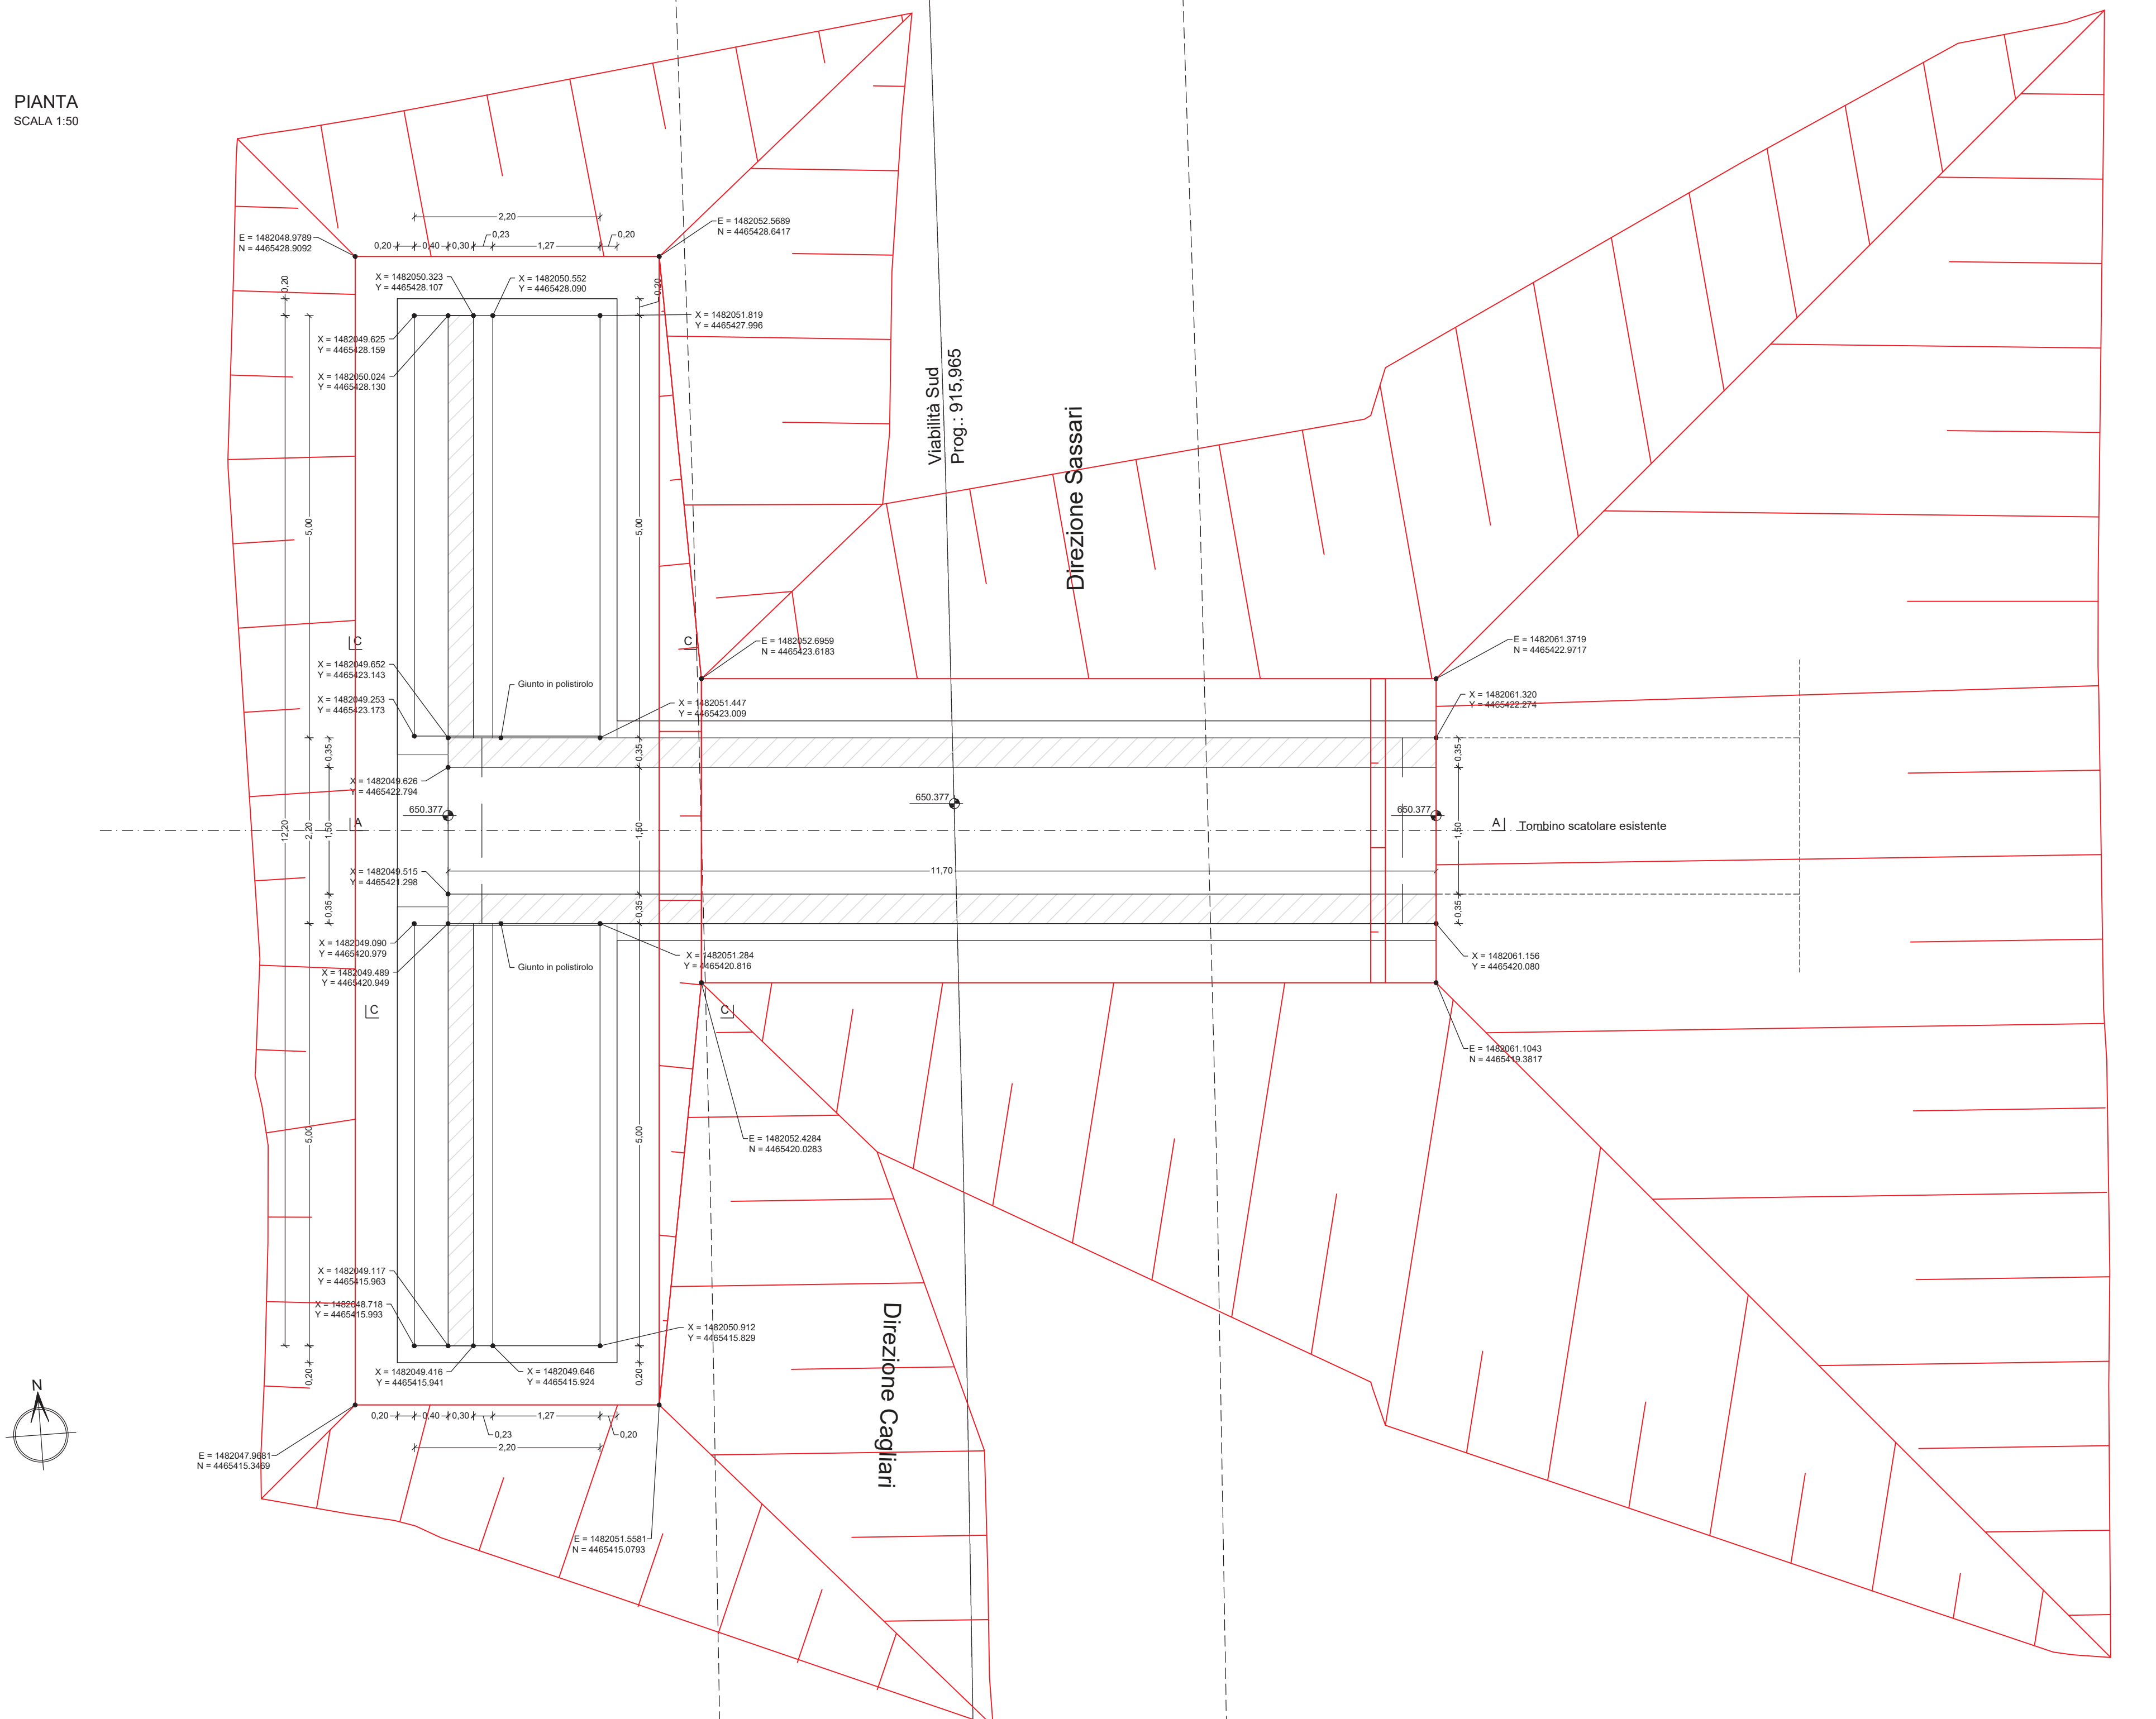 PIANTA
SCALA 1:50
2,20
0,20
0,40
0,30
0,23
1,27
0,20
E = 1482048.9789
N = 4465428.9092
E = 1482052.5689
N = 4465428.6417
X = 1482050.323
Y = 4465428.107
X = 1482050.552
Y = 4465428.090
0,20
0,20
X = 1482051.819
Y = 4465427.996
X = 1482049.625
Y = 4465428.159
X = 1482050.024
Y = 4465428.130
Viabilità Sud
Prog.: 915,965
Direzione Sassari
5,00
5,00
C
C
E = 1482052.6959
N = 4465423.6183
E = 1482061.3719
N = 4465422.9717
X = 1482049.652
Y = 4465423.143
Giunto in polistirolo
X = 1482049.253
Y = 4465423.173
X = 1482051.447
Y = 4465423.009
X = 1482061.320
Y = 4465422.274
0,35
0,35
0,35
X = 1482049.626
Y = 4465422.794
650.377
650.377
650.377
A
A
Tombino scatolare esistente
12,20
2,20
1,50
1,50
1,50
11,70
X = 1482049.515
Y = 4465421.298
0,35
0,35
0,35
X = 1482049.090
Y = 4465420.979
X = 1482049.489
Y = 4465420.949
Giunto in polistirolo
X = 1482051.284
Y = 4465420.816
X = 1482061.156
Y = 4465420.080
C
C
E = 1482061.1043
N = 4465419.3817
5,00
5,00
E = 1482052.4284
N = 4465420.0283
X = 1482049.117
Y = 4465415.963
X = 1482048.718
Y = 4465415.993
X = 1482050.912
Y = 4465415.829
Direzione Cagliari
0,20
0,20
X = 1482049.416
Y = 4465415.941
X = 1482049.646
Y = 4465415.924
N
0,20
0,40
0,30
0,23
1,27
0,20
2,20
E = 1482047.9681
N = 4465415.3469
E = 1482051.5581
N = 4465415.0793